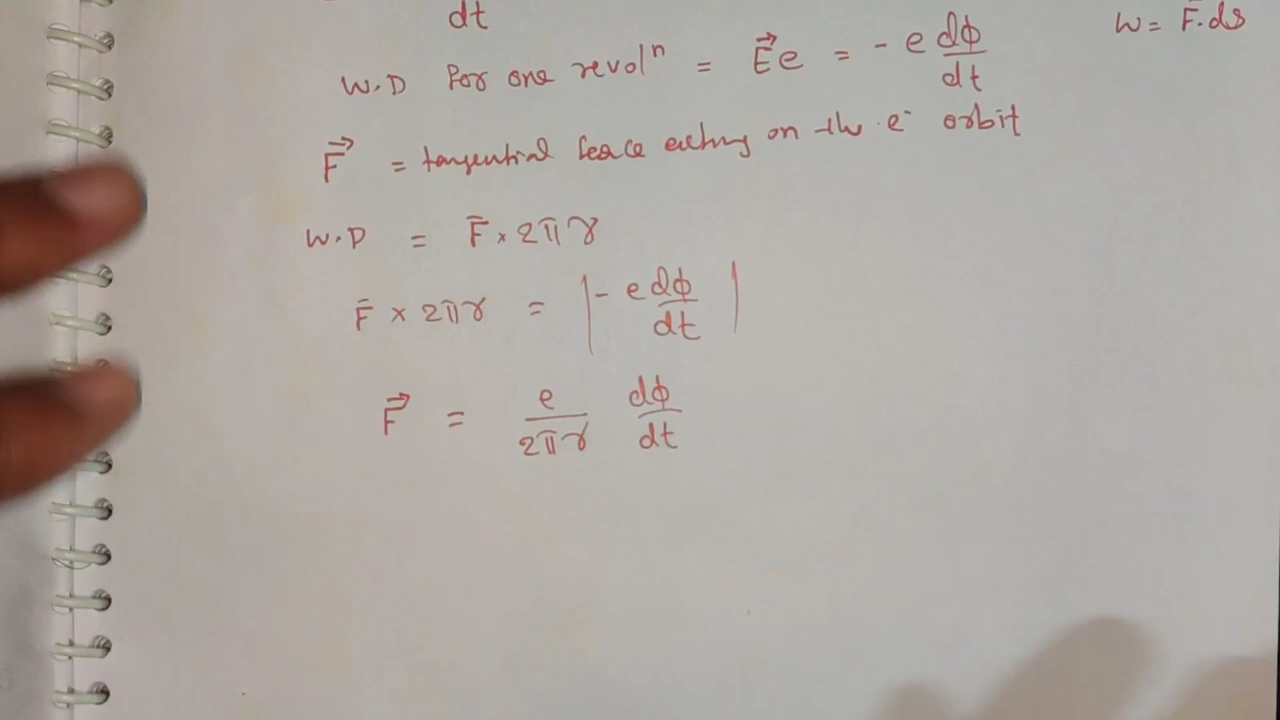 dt
W.D For one revolⁿ = E⃗e = - e dϕ/dt
W = F̄.ds
F⃗ = tangential force acting on the e⁻ orbit
W.D = F̄ × 2πr
F̄ × 2πr = |- e dϕ/dt|
F⃗ = e/2πr dϕ/dt